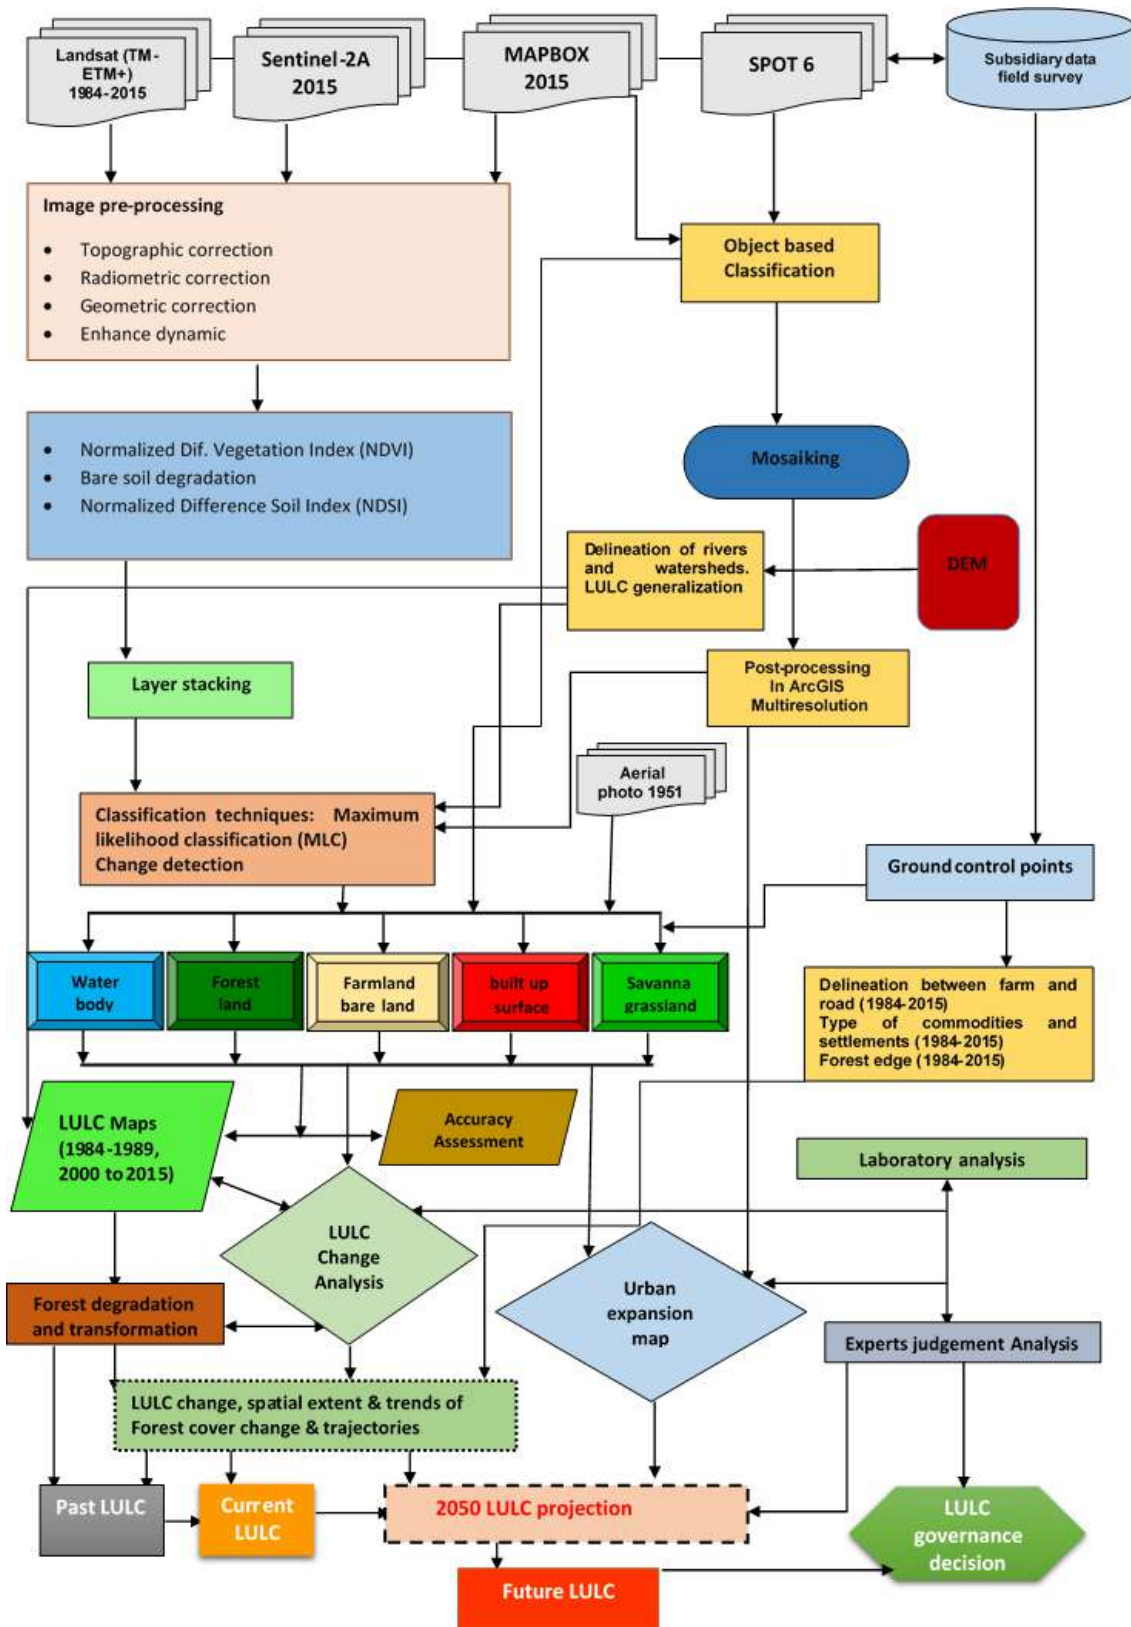 Landsat (TM-
ETM+)
1984-2015
Sentinel-2A
2015
MAPBOX
2015
SPOT 6
Subsidiary data
field survey
Image pre-processing
• Topographic correction
• Radiometric correction
• Geometric correction
• Enhance dynamic
Object based
Classification
• Normalized Dif. Vegetation Index (NDVI)
• Bare soil degradation
• Normalized Difference Soil Index (NDSI)
Mosaiking
Delineation of rivers
and watersheds.
LULC generalization
DEM
Layer stacking
Post-processing
In ArcGIS
Multiresolution
Aerial
photo 1951
Classification techniques: Maximum
likelihood classification (MLC)
Change detection
Ground control points
Water
body
Forest
land
Farmland
bare land
built up
surface
Savanna
grassland
Delineation between farm and
road (1984-2015)
Type of commodities and
settlements (1984-2015)
Forest edge (1984-2015)
LULC Maps
(1984-1989,
2000 to 2015)
Accuracy
Assessment
Laboratory analysis
LULC
Change
Analysis
Urban
expansion
map
Forest degradation
and transformation
Experts judgement Analysis
LULC change, spatial extent & trends of
Forest cover change & trajectories
Past LULC
Current
LULC
2050 LULC projection
LULC
governance
decision
Future LULC